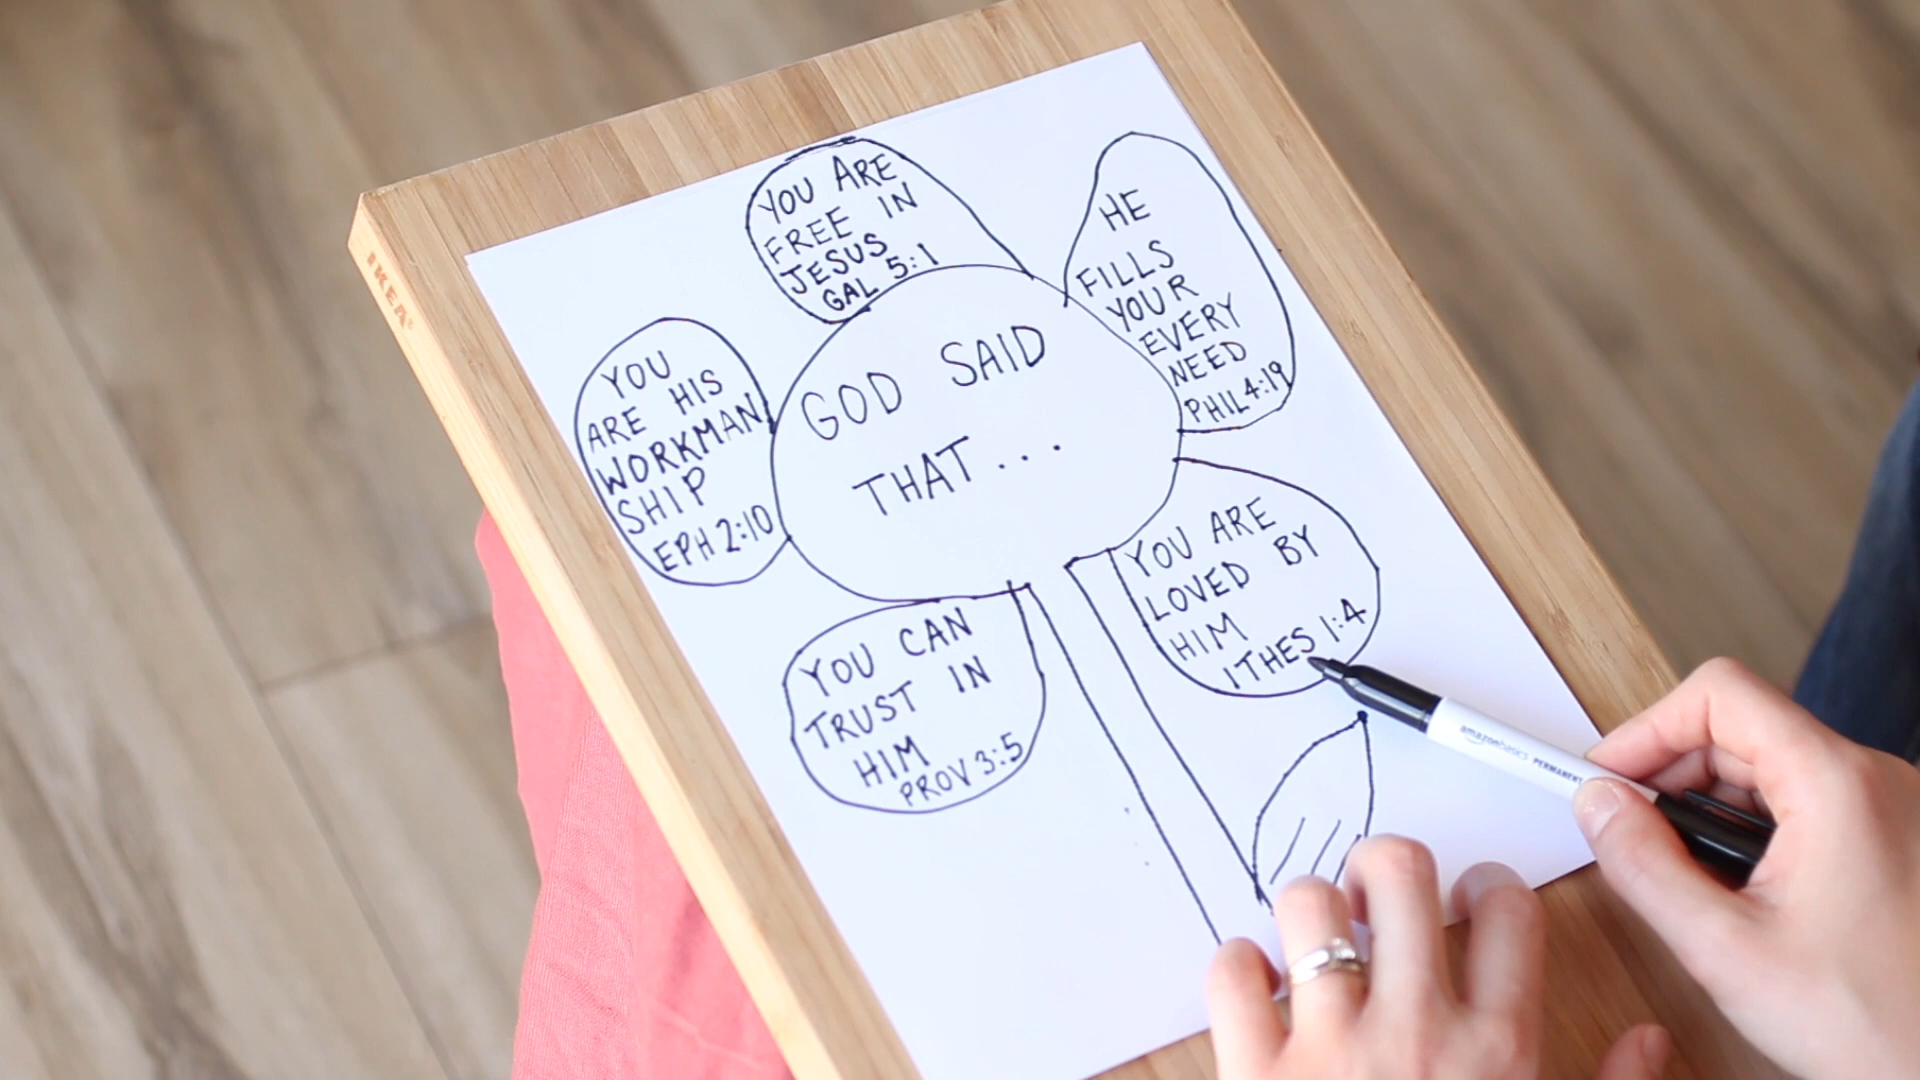 YOU ARE
FREE IN
JESUS
GAL 5:1
HE
FILLS
YOUR
EVERY
NEED
PHIL 4:19
GOD SAID
THAT...
YOU
ARE HIS
WORKMAN
SHIP
EPH 2:10
YOU ARE
LOVED BY
HIM
1THES 1:4
YOU CAN
TRUST IN
HIM
PROV 3:5
IKEA
amazonbasics PERMANENT